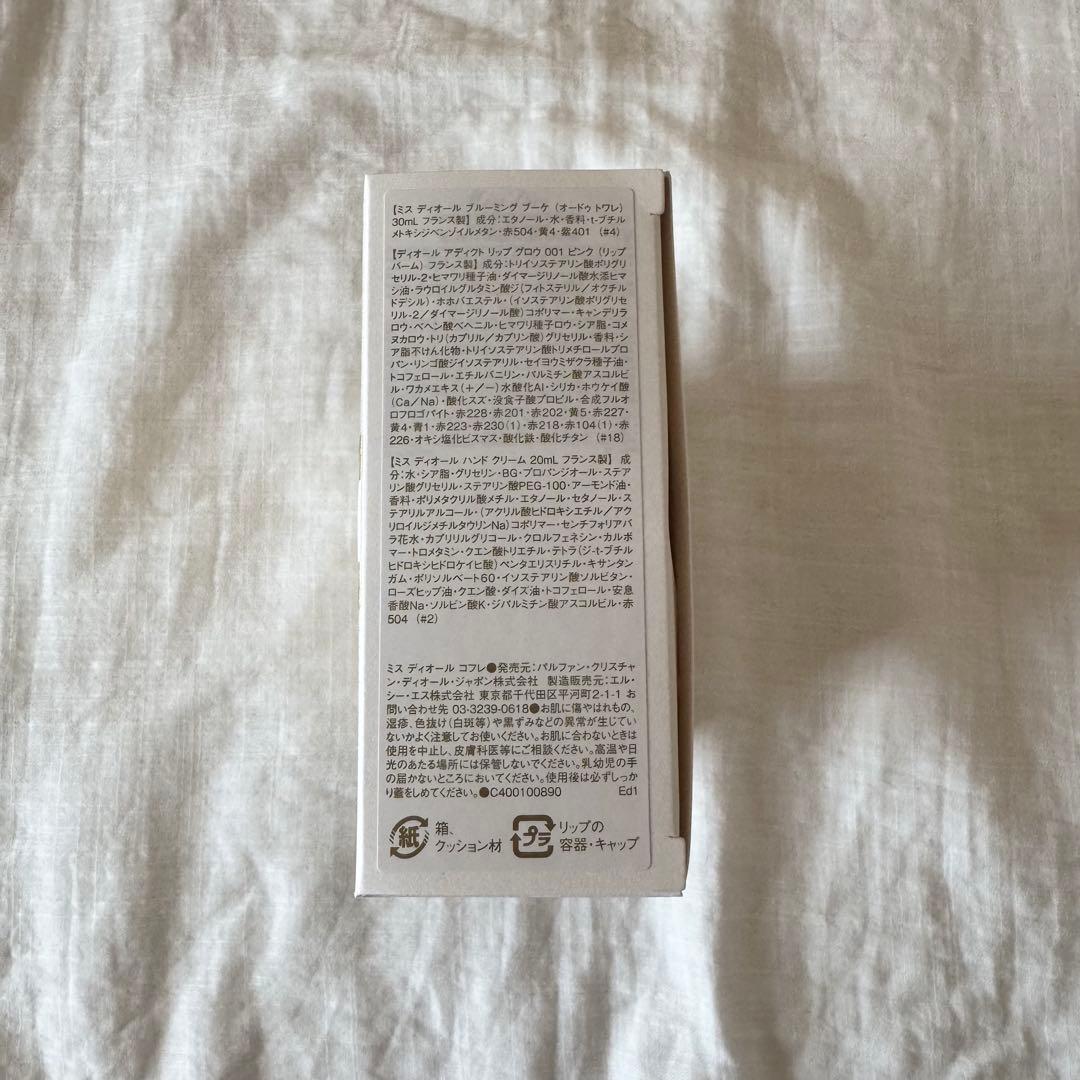 【ミス ディオール ブルーミング ブーケ（オードゥ トワレ）
30mL フランス製】 成分：エタノール・水・香料・t-ブチル
メトキシジベンゾイルメタン・赤504・黄4・紫401（#4）
【ディオール アディクト リップ グロウ 001 ピンク（リップ
バーム）フランス製】 成分：トリイソステアリン酸ポリグリ
セリル-2・ヒマワリ種子油・ダイマージリノール酸水添ヒマ
シ油・ラウロイルグルタミン酸ジ（フィトステリル／オクチル
ドデシル）・ホホバエステル・（イソステアリン酸ポリグリセ
リル-2／ダイマージリノール酸）コポリマー・キャンデリラ
ロウ・ベヘン酸ベヘニル・ヒマワリ種子ロウ・シア脂・コメ
ヌカロウ・トリ（カプリル／カプリン酸）グリセリル・香料・シ
ア脂不けん化物・トリイソステアリン酸トリメチロールプロ
パン・リンゴ酸ジイソステアリル・セイヨウミザクラ種子油・
トコフェロール・エチルバニリン・パルミチン酸アスコルビ
ル・ワカメエキス（＋／－）水酸化Al・シリカ・ホウケイ酸
（Ca／Na）・酸化スズ・没食子酸プロピル・合成フルオ
ロフロゴパイト・赤228・赤201・赤202・黄5・赤227・
黄4・青1・赤223・赤230(1)・赤218・赤104(1)・赤
226・オキシ塩化ビスマス・酸化鉄・酸化チタン（#18）
【ミス ディオール ハンド クリーム 20mL フランス製】 成
分：水・シア脂・グリセリン・BG・プロパンジオール・ステア
リン酸グリセリル・ステアリン酸PEG-100・アーモンド油・
香料・ポリメタクリル酸メチル・エタノール・セタノール・ス
テアリルアルコール・（アクリル酸ヒドロキシエチル／アク
リロイルジメチルタウリンNa）コポリマー・センチフォリアバ
ラ花水・カプリリルグリコール・クロルフェネシン・カルボ
マー・トロメタミン・クエン酸トリエチル・テトラ（ジ-t-ブチル
ヒドロキシヒドロケイヒ酸）ペンタエリスリチル・キサンタン
ガム・ポリソルベート60・イソステアリン酸ソルビタン・
ローズヒップ油・クエン酸・ダイズ油・トコフェロール・安息
香酸Na・ソルビン酸K・ジパルミチン酸アスコルビル・赤
504（#2）
ミス ディオール コフレ●発売元：パルファン・クリスチャ
ン・ディオール・ジャポン株式会社 製造販売元：エル・
シー・エス株式会社 東京都千代田区平河町2-1-1 お
問い合わせ先 03-3239-0618●お肌に傷やはれもの、
湿疹、色抜け（白斑等）や黒ずみなどの異常が生じてい
ないかよく注意してお使いください。お肌に合わないときは
使用を中止し、皮膚科医等にご相談ください。高温や日
光のあたる場所には保管しないでください。乳幼児の手
の届かないところにおいてください。使用後は必ずしっか
り蓋をしめてください。●C400100890 Ed1
紙 箱、
クッション材
プラ リップの
容器・キャップ